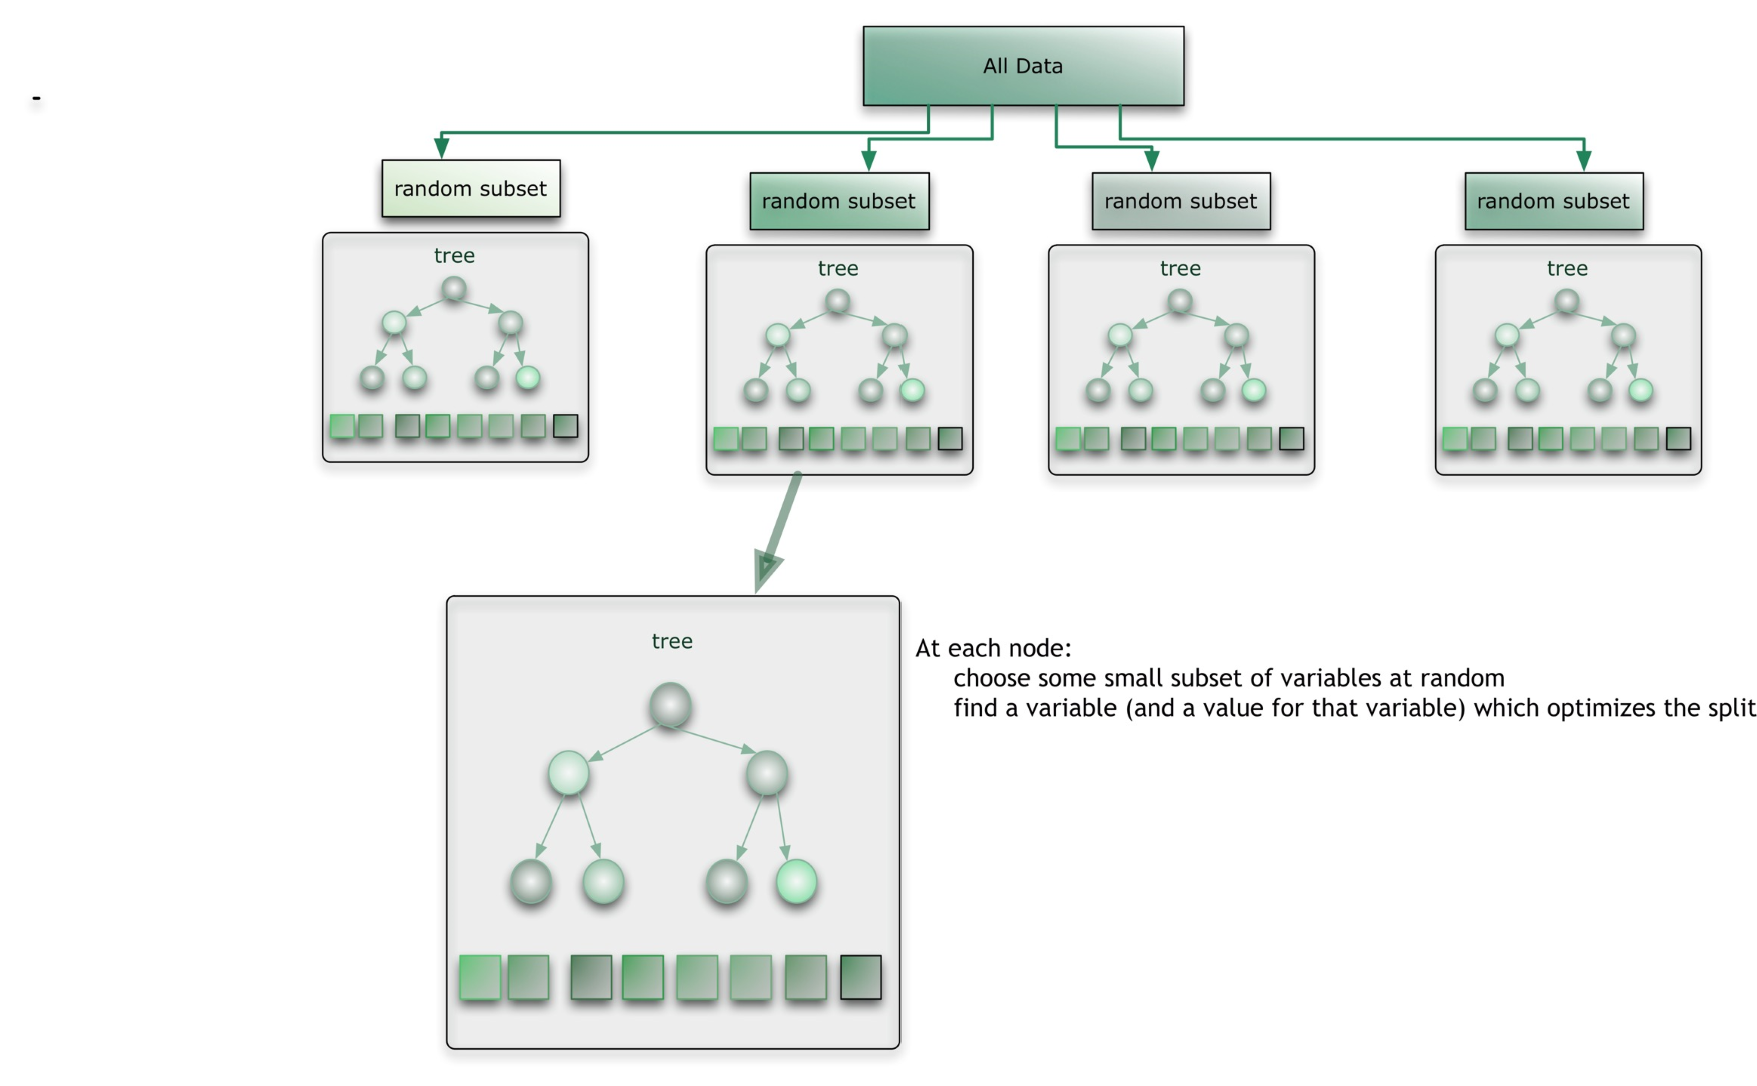 All Data
-
random subset
random subset
random subset
random subset
tree
tree
tree
tree
tree
At each node:
choose some small subset of variables at random
find a variable (and a value for that variable) which optimizes the split